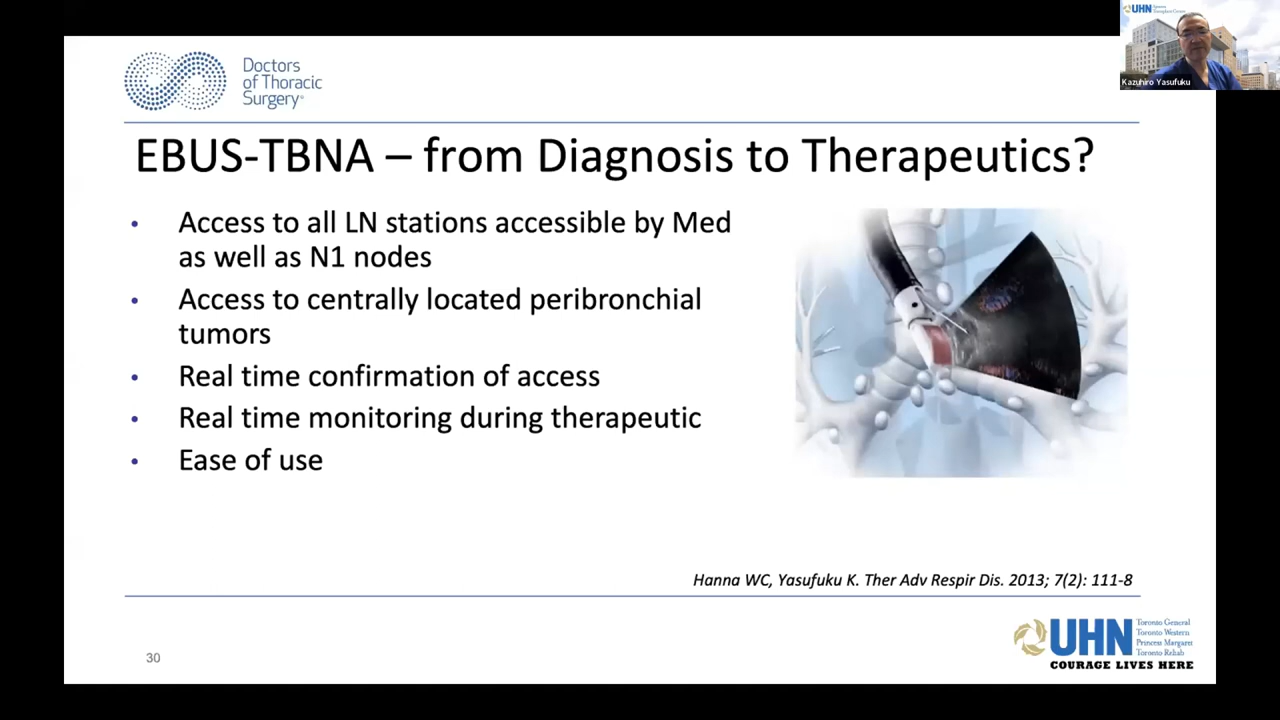 UHN
Kazuhiro Yasufuku
Doctors
of Thoracic
Surgery
EBUS-TBNA – from Diagnosis to Therapeutics?
• Access to all LN stations accessible by Med
as well as N1 nodes
• Access to centrally located peribronchial
tumors
• Real time confirmation of access
• Real time monitoring during therapeutic
• Ease of use
Hanna WC, Yasufuku K. Ther Adv Respir Dis. 2013; 7(2): 111-8
30
UHN
Toronto General
Toronto Western
Princess Margaret
Toronto Rehab
COURAGE LIVES HERE